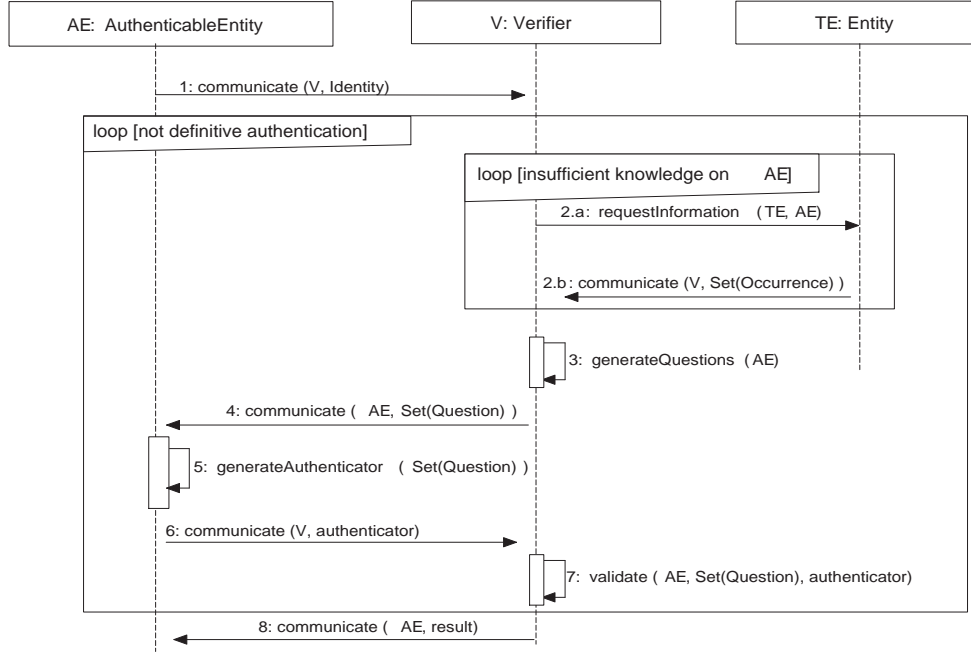 AE: AuthenticableEntity
V: Verifier
TE: Entity
1: communicate (V, Identity)
loop [not definitive authentication]
loop [insufficient knowledge on AE]
2.a: requestInformation (TE, AE)
2.b: communicate (V, Set(Occurrence) )
3: generateQuestions (AE)
4: communicate ( AE, Set(Question) )
5: generateAuthenticator ( Set(Question) )
6: communicate (V, authenticator)
7: validate ( AE, Set(Question), authenticator)
8: communicate ( AE, result)